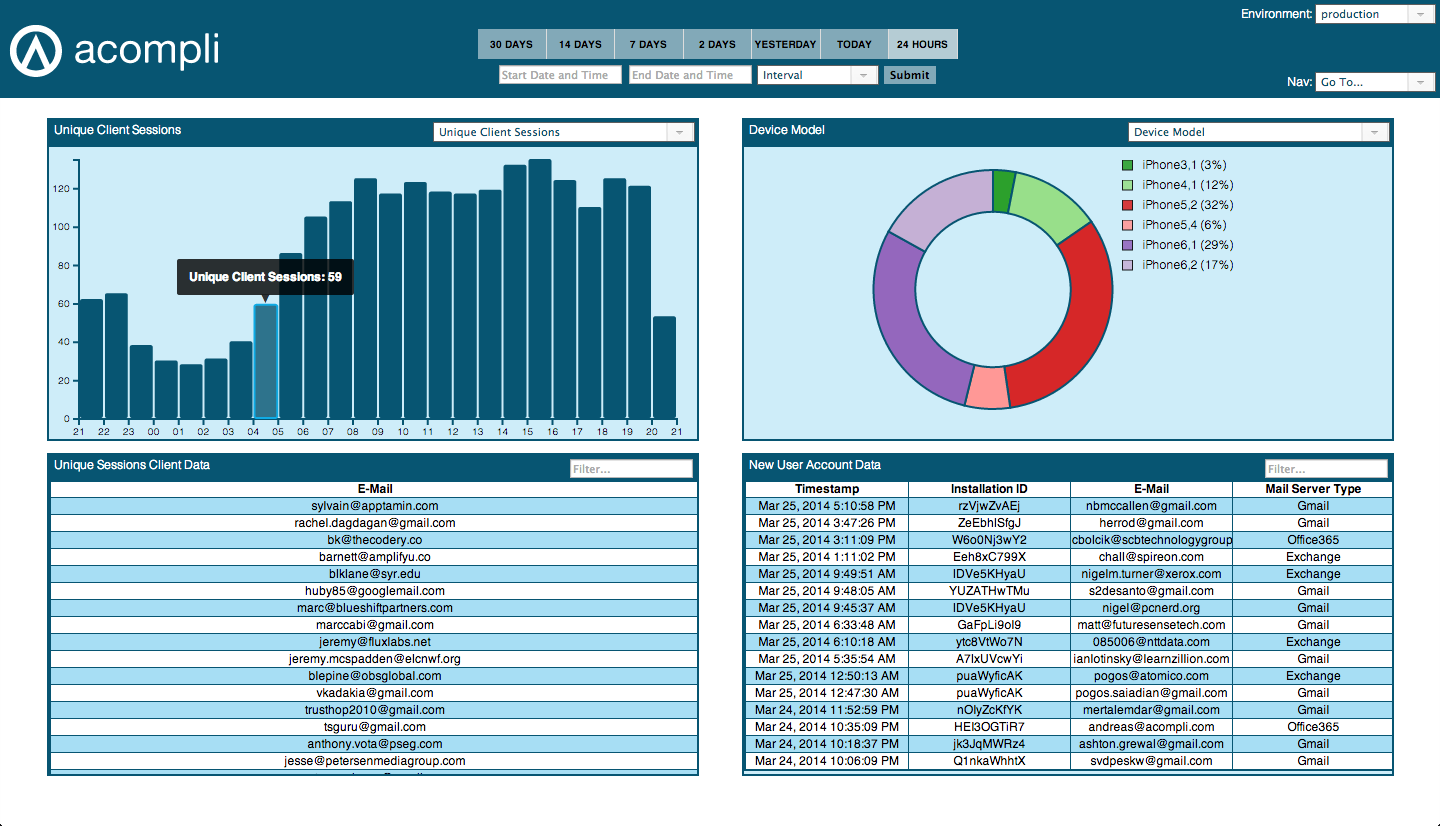 acompli
30 DAYS 14 DAYS 7 DAYS 2 DAYS YESTERDAY TODAY 24 HOURS
Start Date and Time End Date and Time Interval Submit
Environment: production
Nav: Go To...
Unique Client Sessions Unique Client Sessions
120
100
80
60
40
20
0
Unique Client Sessions: 59
21 22 23 00 01 02 03 04 05 06 07 08 09 10 11 12 13 14 15 16 17 18 19 20 21
Device Model Device Model
iPhone3,1 (3%)
iPhone4,1 (12%)
iPhone5,2 (32%)
iPhone5,4 (6%)
iPhone6,1 (29%)
iPhone6,2 (17%)
Unique Sessions Client Data Filter...
E-Mail
sylvain@apptamin.com
rachel.dagdagan@gmail.com
bk@thecodery.co
barnett@amplifyu.co
blklane@syr.edu
huby85@googlemail.com
marc@blueshiftpartners.com
marccabi@gmail.com
jeremy@fluxlabs.net
jeremy.mcspadden@elcnwf.org
blepine@obsglobal.com
vkadakia@gmail.com
trusthop2010@gmail.com
tsguru@gmail.com
anthony.vota@pseg.com
jesse@petersenmediagroup.com
New User Account Data Filter...
Timestamp Installation ID E-Mail Mail Server Type
Mar 25, 2014 5:10:58 PM rzVjwZvAEj nbmccallen@gmail.com Gmail
Mar 25, 2014 3:47:26 PM ZeEbhISfgJ herrod@gmail.com Gmail
Mar 25, 2014 3:11:09 PM W6o0Nj3wY2 cbolcik@scbtechnologygroup Office365
Mar 25, 2014 1:11:02 PM Eeh8xC799X chall@spireon.com Exchange
Mar 25, 2014 9:49:51 AM IDVe5KHyaU nigelm.turner@xerox.com Exchange
Mar 25, 2014 9:48:05 AM YUZATHwTMu s2desanto@gmail.com Gmail
Mar 25, 2014 9:45:37 AM IDVe5KHyaU nigel@pcnerd.org Gmail
Mar 25, 2014 6:33:48 AM GaFpLi9oI9 matt@futuresensetech.com Gmail
Mar 25, 2014 6:10:18 AM ytc8VtWo7N 085006@nttdata.com Exchange
Mar 25, 2014 5:35:54 AM A7IxUVcwYi ianlotinsky@learnzillion.com Gmail
Mar 25, 2014 12:50:13 AM puaWyficAK pogos@atomico.com Exchange
Mar 25, 2014 12:47:30 AM puaWyficAK pogos.saiadian@gmail.com Gmail
Mar 24, 2014 11:52:59 PM nOlyZcKfYK mertalemdar@gmail.com Gmail
Mar 24, 2014 10:35:09 PM HEI3OGTiR7 andreas@acompli.com Office365
Mar 24, 2014 10:18:37 PM jk3JqMWRz4 ashton.grewal@gmail.com Gmail
Mar 24, 2014 10:06:09 PM Q1nkaWhhtX svdpeskw@gmail.com Gmail